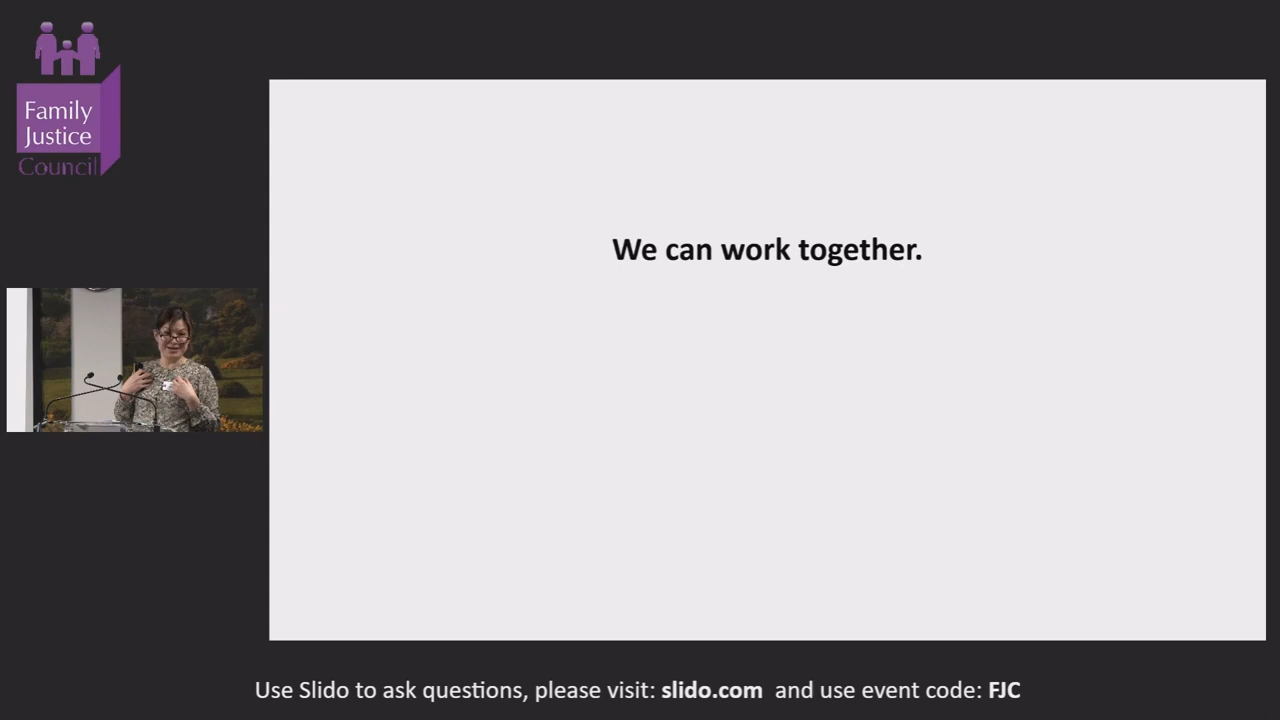 Family
Justice
Council
We can work together.
Use Slido to ask questions, please visit: slido.com and use event code: FJC